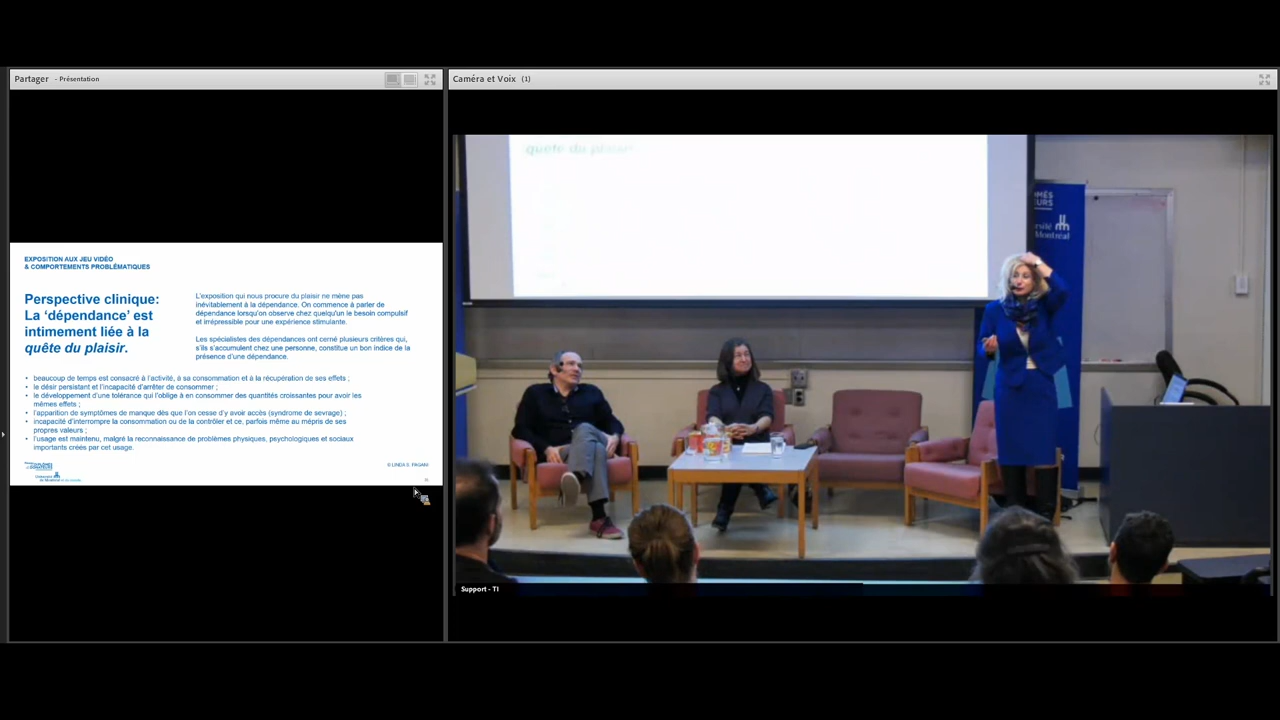 Partager - Présentation
Caméra et Voix (1)
EXPOSITION AUX JEU VIDÉO
& COMPORTEMENTS PROBLÉMATIQUES
Perspective clinique:
La ‘dépendance’ est
intimement liée à la
quête du plaisir.
L'exposition qui nous procure du plaisir ne mène pas
inévitablement à la dépendance. On commence à parler de
dépendance lorsqu'on observe chez quelqu'un le besoin compulsif
et irrépressible pour une expérience stimulante.
Les spécialistes des dépendances ont cerné plusieurs critères qui,
s'ils s'accumulent chez une personne, constitue un bon indice de la
présence d'une dépendance.
• beaucoup de temps est consacré à l'activité, à sa consommation et à la récupération de ses effets ;
• le désir persistant et l'incapacité d'arrêter de consommer ;
• le développement d'une tolérance qui l'oblige à en consommer des quantités croissantes pour avoir les
mêmes effets ;
• l'apparition de symptômes de manque dès que l'on cesse d'y avoir accès (syndrome de sevrage) ;
• incapacité d'interrompre la consommation ou de la contrôler et ce, parfois même au mépris de ses
propres valeurs ;
• l'usage est maintenu, malgré la reconnaissance de problèmes physiques, psychologiques et sociaux
importants créés par cet usage.
© LINDA S. PAGANI
quête du plaisir
Montréal
Support - TI